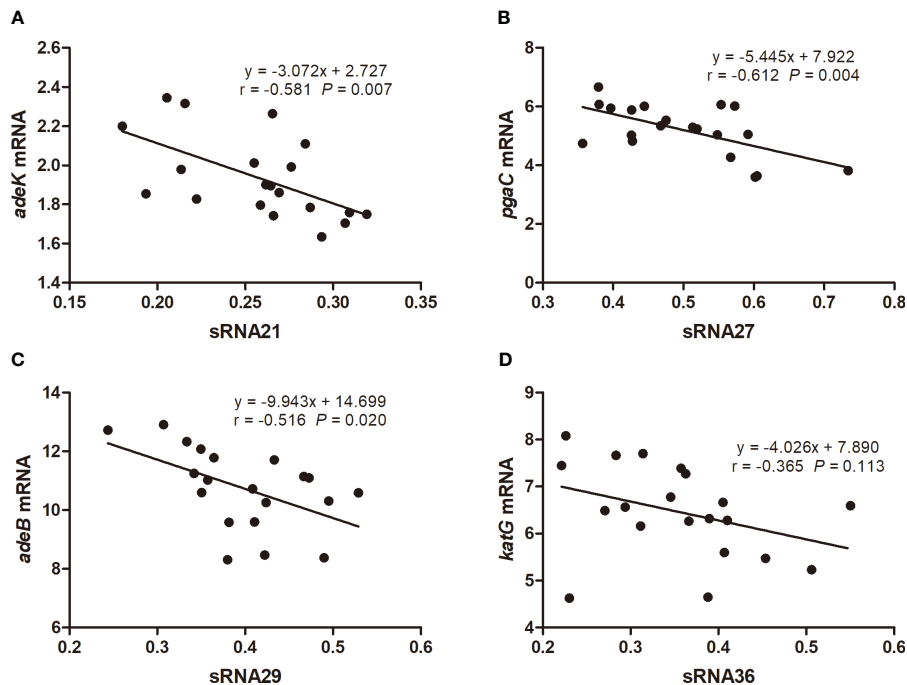 A
y = -3.072x + 2.727
r = -0.581 P = 0.007
adeK mRNA
2.6
2.4
2.2
2.0
1.8
1.6
1.4
0.15 0.20 0.25 0.30 0.35
sRNA21
B
y = -5.445x + 7.922
r = -0.612 P = 0.004
pgaC mRNA
8
6
4
2
0
0.3 0.4 0.5 0.6 0.7 0.8
sRNA27
C
y = -9.943x + 14.699
r = -0.516 P = 0.020
adeB mRNA
14
12
10
8
6
0.2 0.3 0.4 0.5 0.6
sRNA29
D
y = -4.026x + 7.890
r = -0.365 P = 0.113
katG mRNA
9
8
7
6
5
4
0.2 0.3 0.4 0.5 0.6
sRNA36